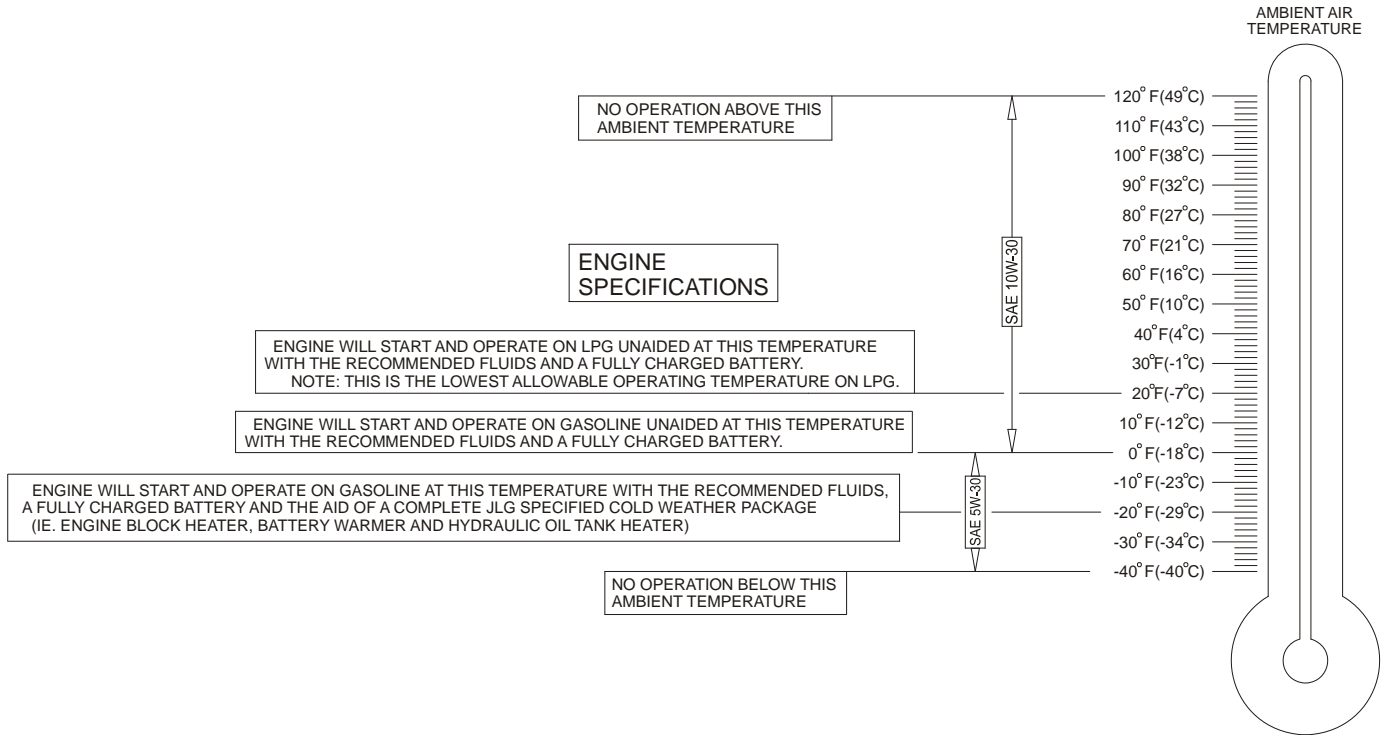 AMBIENT AIR
TEMPERATURE
NO OPERATION ABOVE THIS
AMBIENT TEMPERATURE
120° F(49°C)
110° F(43°C)
100° F(38°C)
90° F(32°C)
80° F(27°C)
70° F(21°C)
60° F(16°C)
50° F(10°C)
40°F(4°C)
30°F(-1°C)
20°F(-7°C)
10°F(-12°C)
0° F(-18°C)
-10° F(-23°C)
-20° F(-29°C)
-30° F(-34°C)
-40° F(-40°C)
SAE 10W-30
ENGINE
SPECIFICATIONS
ENGINE WILL START AND OPERATE ON LPG UNAIDED AT THIS TEMPERATURE
WITH THE RECOMMENDED FLUIDS AND A FULLY CHARGED BATTERY.
NOTE: THIS IS THE LOWEST ALLOWABLE OPERATING TEMPERATURE ON LPG.
ENGINE WILL START AND OPERATE ON GASOLINE UNAIDED AT THIS TEMPERATURE
WITH THE RECOMMENDED FLUIDS AND A FULLY CHARGED BATTERY.
ENGINE WILL START AND OPERATE ON GASOLINE AT THIS TEMPERATURE WITH THE RECOMMENDED FLUIDS,
A FULLY CHARGED BATTERY AND THE AID OF A COMPLETE JLG SPECIFIED COLD WEATHER PACKAGE
(IE. ENGINE BLOCK HEATER, BATTERY WARMER AND HYDRAULIC OIL TANK HEATER)
SAE 5W-30
NO OPERATION BELOW THIS
AMBIENT TEMPERATURE